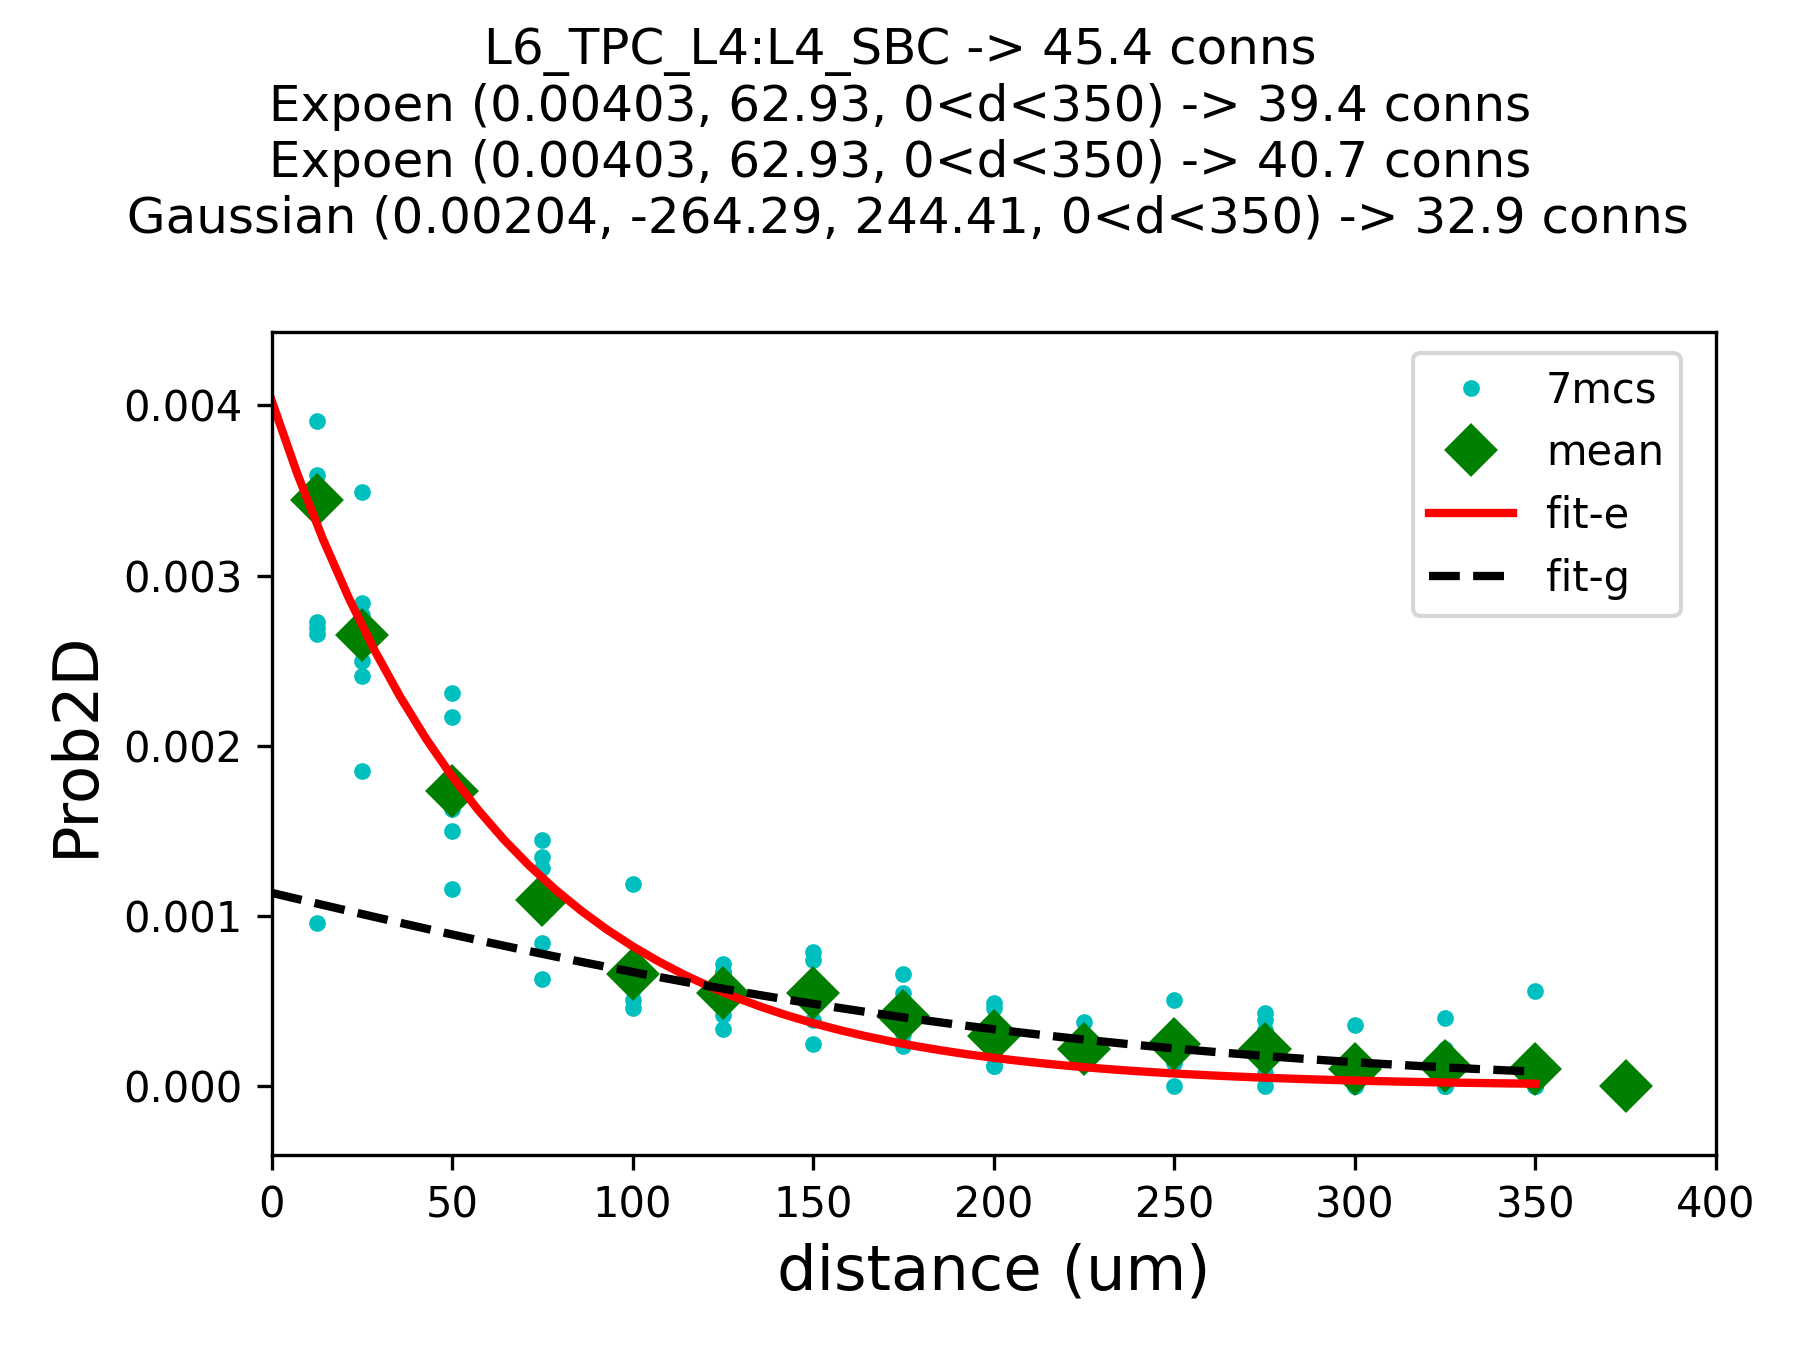 L6_TPC_L4:L4_SBC -> 45.4 conns
Expoen (0.00403, 62.93, 0<d<350) -> 39.4 conns
Expoen (0.00403, 62.93, 0<d<350) -> 40.7 conns
Gaussian (0.00204, -264.29, 244.41, 0<d<350) -> 32.9 conns
7mcs
mean
fit-e
fit-g
Prob2D
0.004
0.003
0.002
0.001
0.000
0 50 100 150 200 250 300 350 400
distance (um)